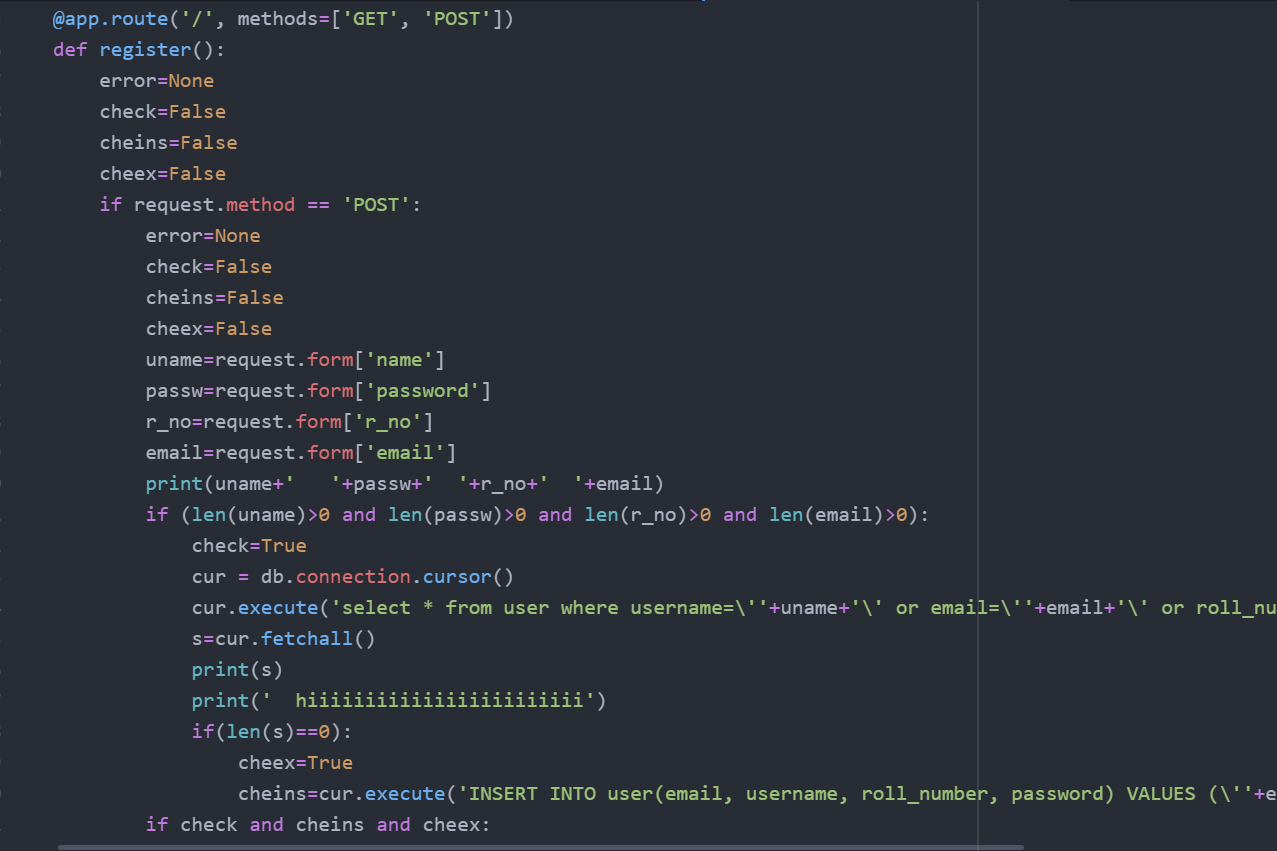 @app.route('/', methods=['GET', 'POST'])
def register():
    error=None
    check=False
    cheins=False
    cheex=False
    if request.method == 'POST':
        error=None
        check=False
        cheins=False
        cheex=False
        uname=request.form['name']
        passw=request.form['password']
        r_no=request.form['r_no']
        email=request.form['email']
        print(uname+'   '+passw+'  '+r_no+'  '+email)
        if (len(uname)>0 and len(passw)>0 and len(r_no)>0 and len(email)>0):
            check=True
            cur = db.connection.cursor()
            cur.execute('select * from user where username=\''+uname+'\' or email=\''+email+'\' or roll_nu
            s=cur.fetchall()
            print(s)
            print('  hiiiiiiiiiiiiiiiiiiiiiiii')
            if(len(s)==0):
                cheex=True
                cheins=cur.execute('INSERT INTO user(email, username, roll_number, password) VALUES (\''+e
        if check and cheins and cheex: